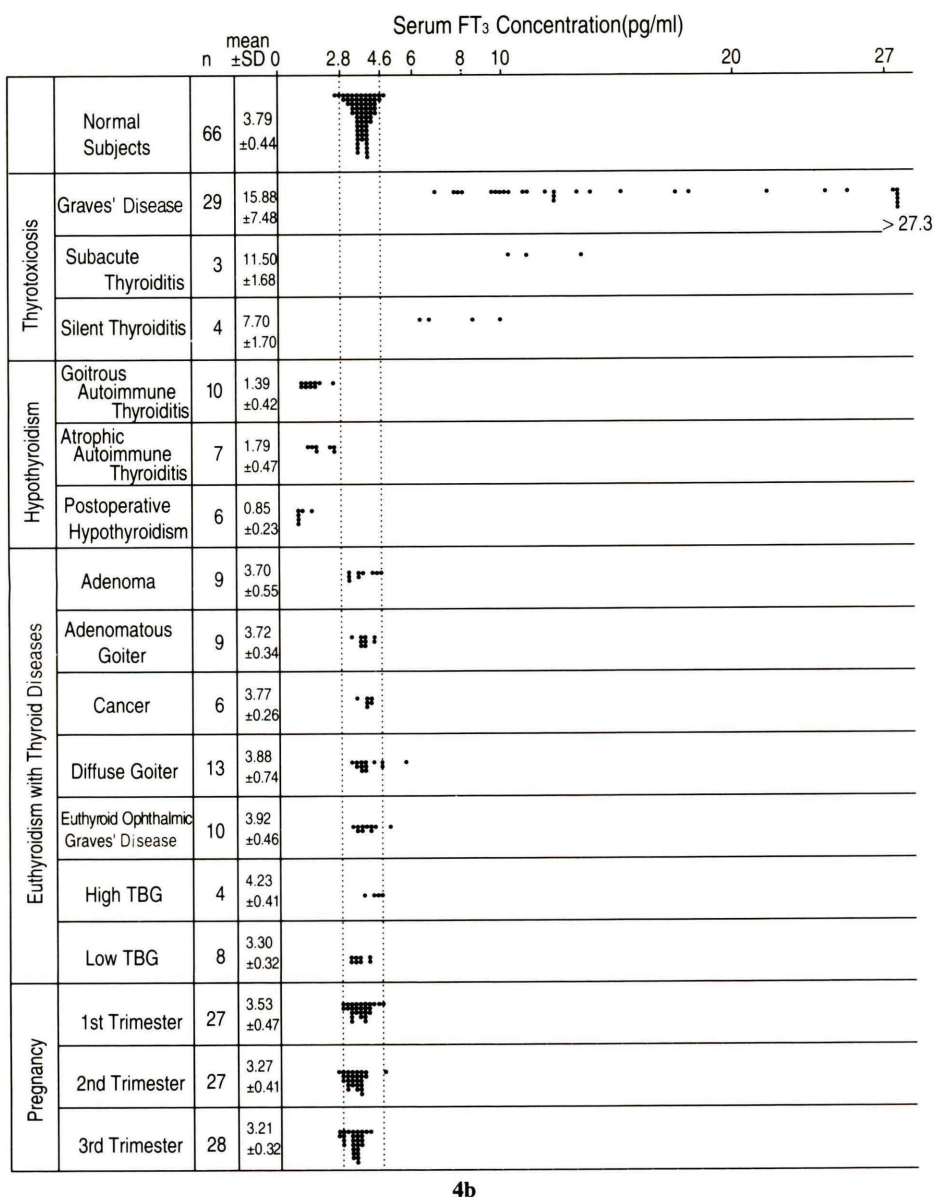 Serum FT3 Concentration(pg/ml)
n mean ±SD 0 2.8 4.6 6 8 10 20 27
Normal Subjects 66 3.79 ±0.44
Thyrotoxicosis
Graves' Disease 29 15.88 ±7.48
> 27.3
Subacute Thyroiditis 3 11.50 ±1.68
Silent Thyroiditis 4 7.70 ±1.70
Hypothyroidism
Goitrous Autoimmune Thyroiditis 10 1.39 ±0.42
Atrophic Autoimmune Thyroiditis 7 1.79 ±0.47
Postoperative Hypothyroidism 6 0.85 ±0.23
Euthyroidism with Thyroid Diseases
Adenoma 9 3.70 ±0.55
Adenomatous Goiter 9 3.72 ±0.34
Cancer 6 3.77 ±0.26
Diffuse Goiter 13 3.88 ±0.74
Euthyroid Ophthalmic Graves' Disease 10 3.92 ±0.46
High TBG 4 4.23 ±0.41
Low TBG 8 3.30 ±0.32
Pregnancy
1st Trimester 27 3.53 ±0.47
2nd Trimester 27 3.27 ±0.41
3rd Trimester 28 3.21 ±0.32
4b